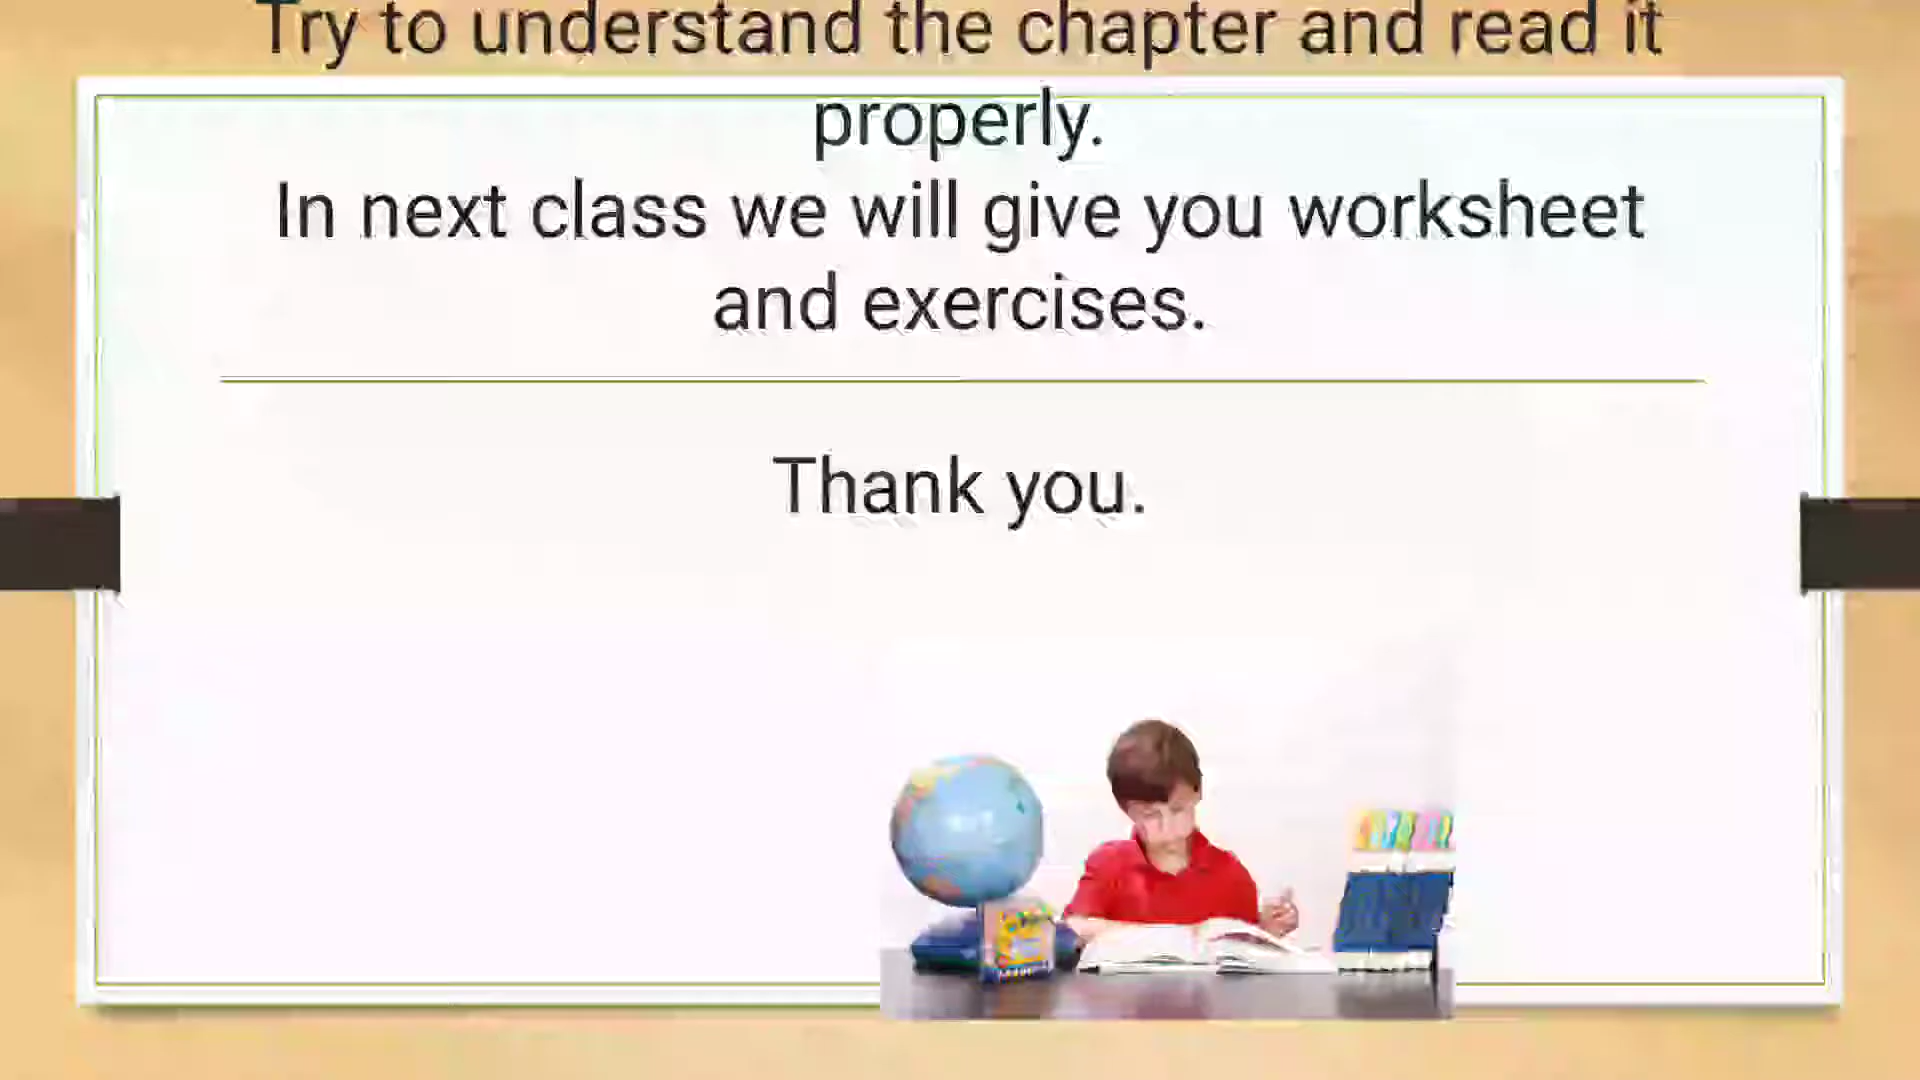 Try to understand the chapter and read it
properly.
In next class we will give you worksheet
and exercises.
Thank you.